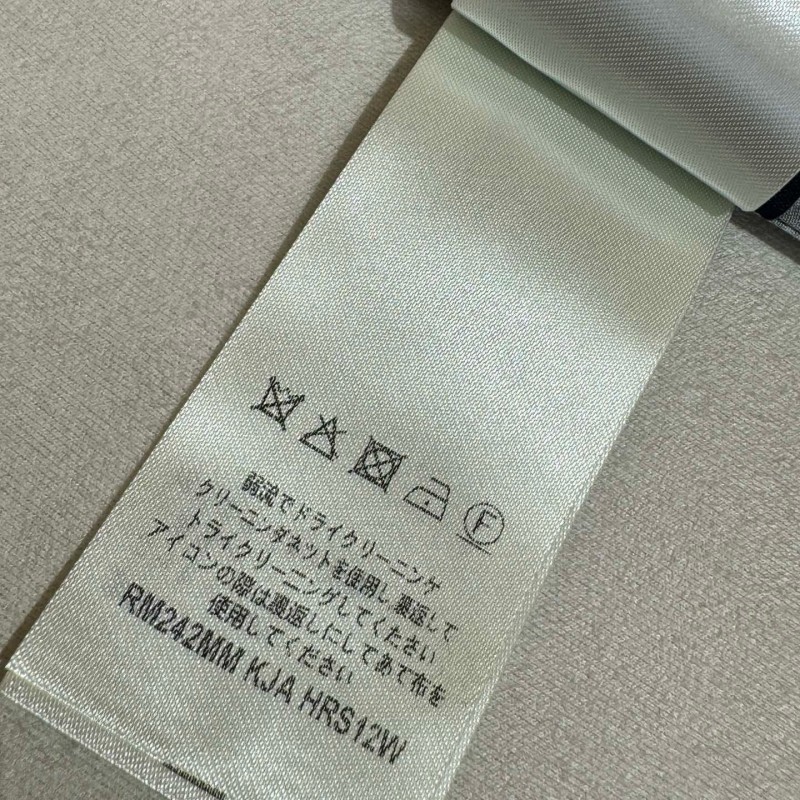 F
弱流でドライクリーニンケ
クリーニンダネットを使用し裏返して
トライクリーニングしてください
アイコンの際は裏返しにしてあて布を
使用してください
RM242MM KJA HRS12W